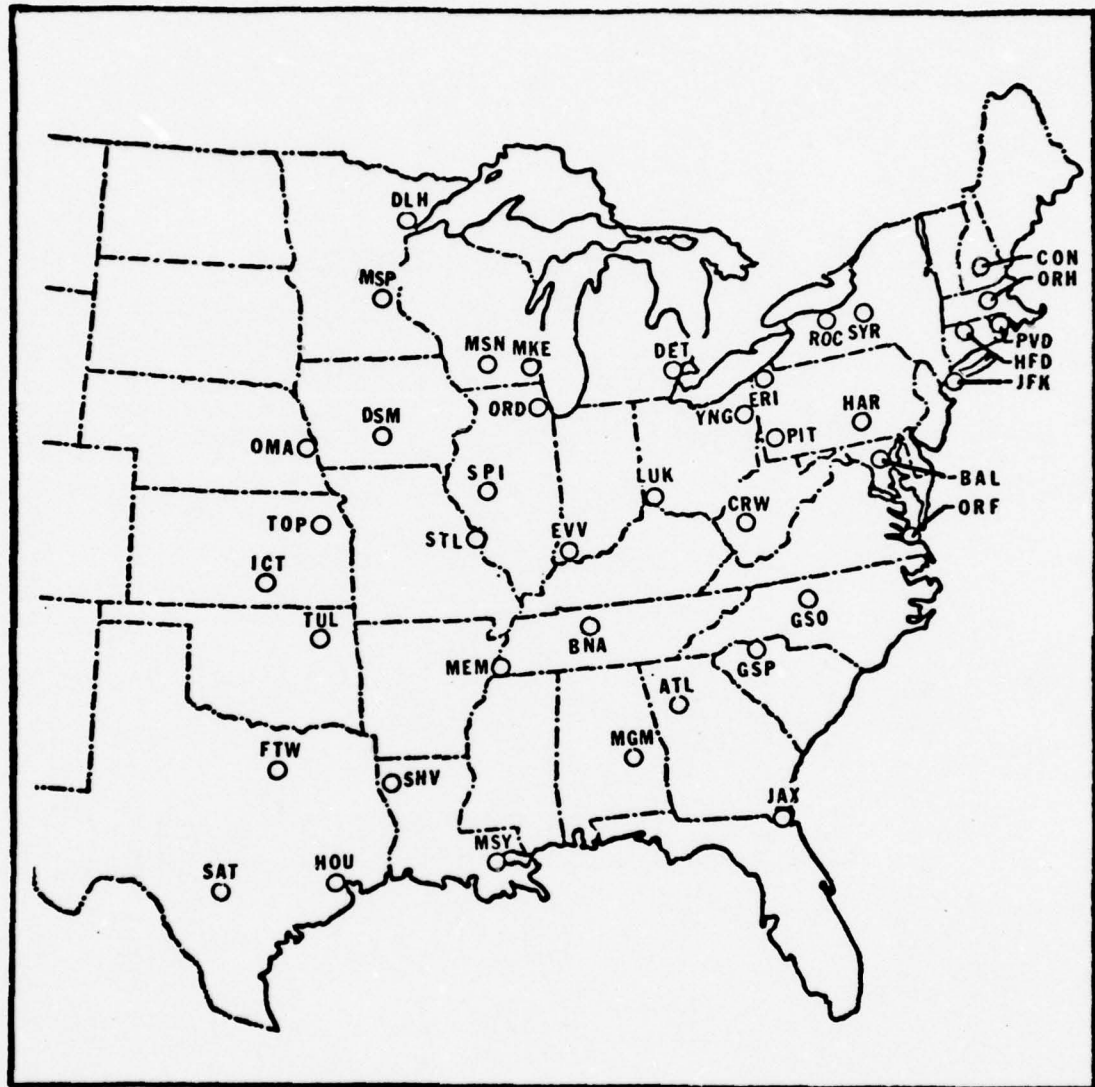 DLH
CON
ORH
MSP
ROC SYR
PVD
MSN MKE
DET
HFD
JFK
ERI
ORD
YNG
HAR
DSM
PIT
OMA
BAL
SPI
LUK
CRW
ORF
TOP
STL
EVV
ICT
TUL
GSO
BNA
MEM
GSP
ATL
FTW
MGM
SHV
JAX
MSY
SAT
HOU